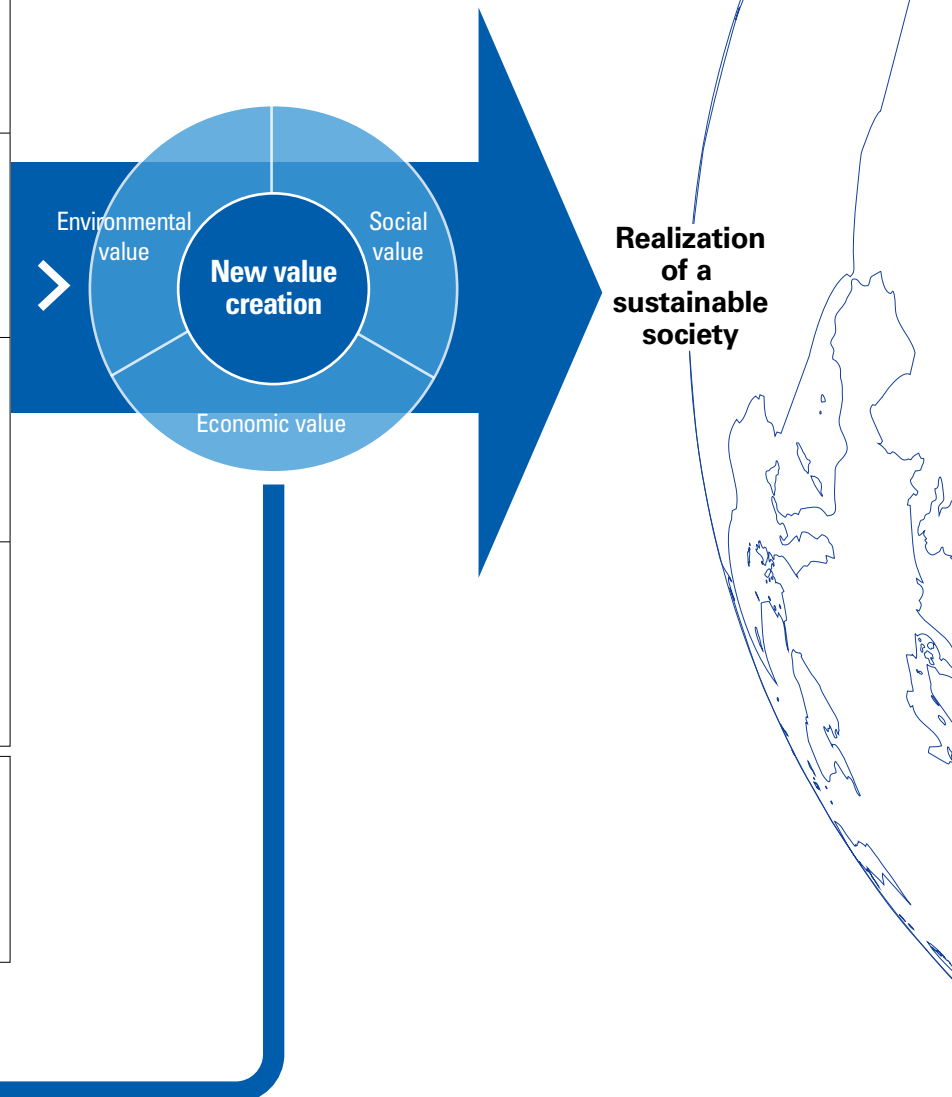 Environmental
value
Social
value
New value
creation
Economic value
Realization
of a
sustainable
society